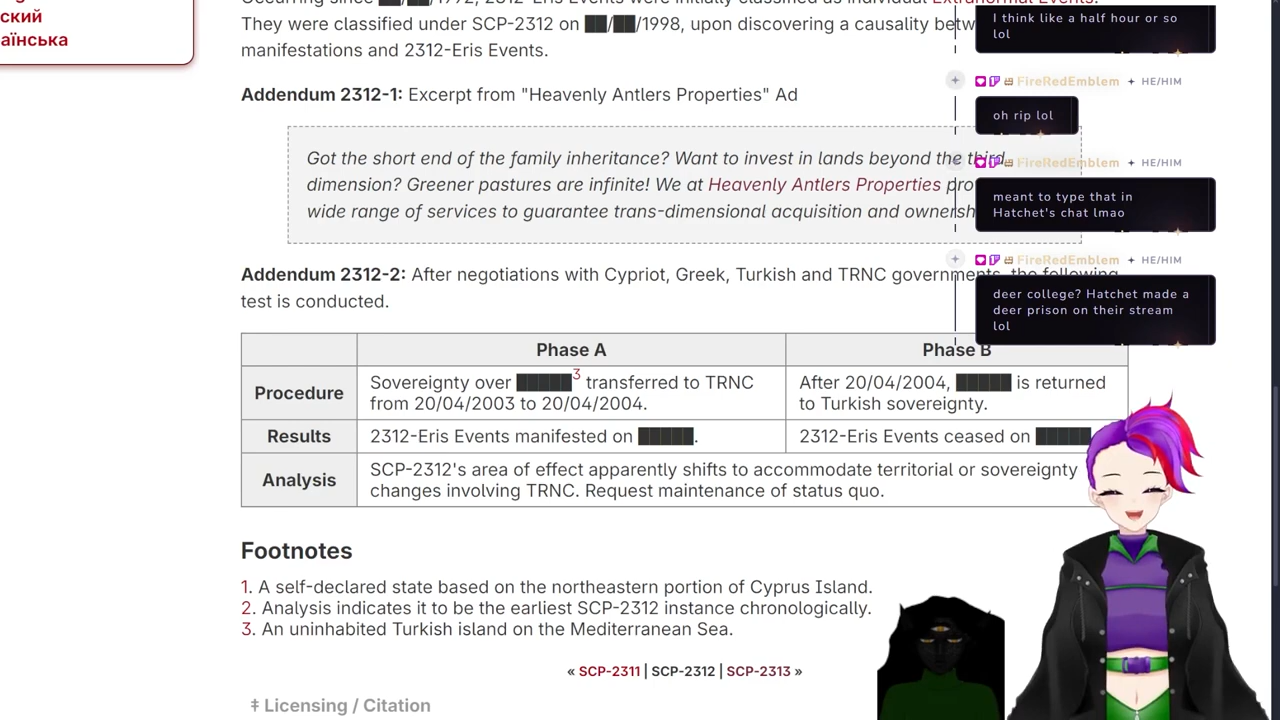 ский
аїнська
They were classified under SCP-2312 on ██/██/1998, upon discovering a causality
manifestations and 2312-Eris Events.
Addendum 2312-1: Excerpt from "Heavenly Antlers Properties" Ad
Got the short end of the family inheritance? Want to invest in lands beyond the third
dimension? Greener pastures are infinite! We at Heavenly Antlers Properties
wide range of services to guarantee trans-dimensional acquisition and
Addendum 2312-2: After negotiations with Cypriot, Greek, Turkish and TRNC governments, the following
test is conducted.
Phase A
Phase B
Procedure
Sovereignty over █████3 transferred to TRNC
from 20/04/2003 to 20/04/2004.
After 20/04/2004, █████ is returned
to Turkish sovereignty.
Results
2312-Eris Events manifested on █████.
2312-Eris Events ceased on █████
Analysis
SCP-2312's area of effect apparently shifts to accommodate territorial or sovereignty
changes involving TRNC. Request maintenance of status quo.
Footnotes
1. A self-declared state based on the northeastern portion of Cyprus Island.
2. Analysis indicates it to be the earliest SCP-2312 instance chronologically.
3. An uninhabited Turkish island on the Mediterranean Sea.
« SCP-2311 | SCP-2312 | SCP-2313 »
‡ Licensing / Citation
I think like a half hour or so
lol
FireRedEmblem HE/HIM
oh rip lol
FireRedEmblem HE/HIM
meant to type that in
Hatchet's chat lmao
FireRedEmblem HE/HIM
deer college? Hatchet made a
deer prison on their stream
lol